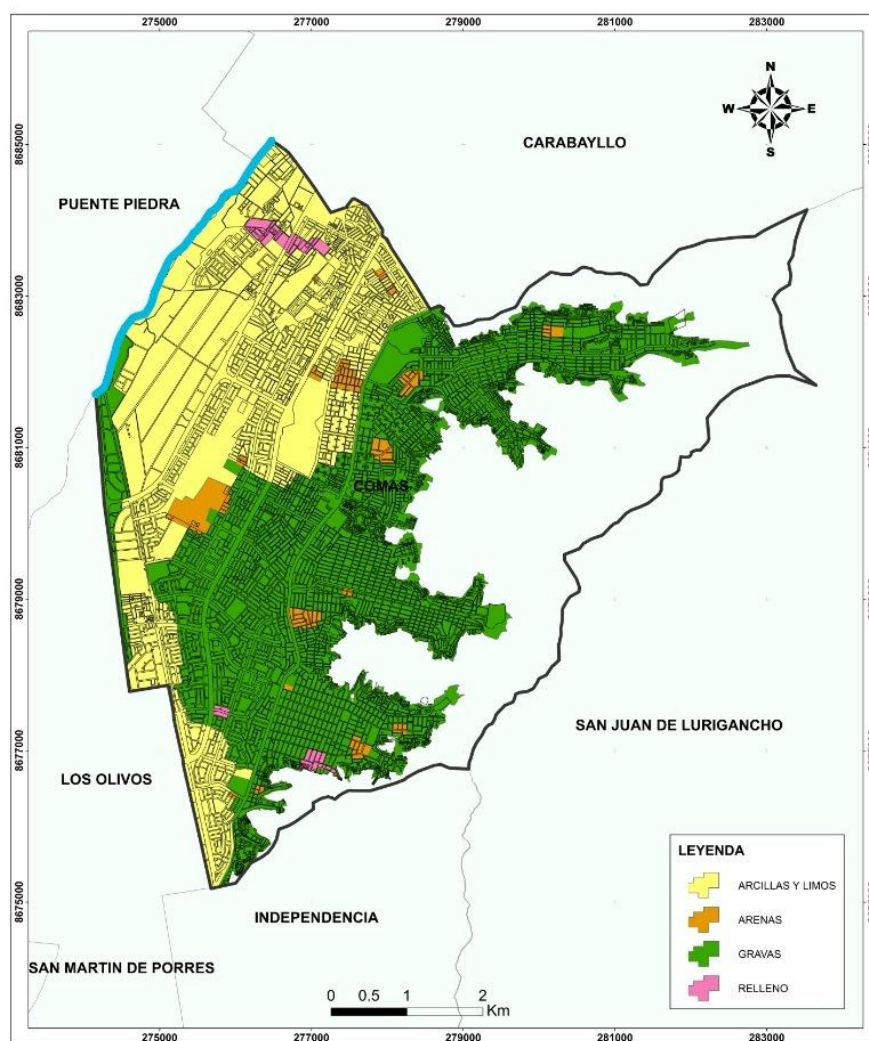 275000 277000 279000 281000 283000
N
W E
S
8685000
CARABAYLLO
PUENTE PIEDRA
8683000
8681000
COMAS
8679000
SAN JUAN DE LURIGANCHO
8677000
LOS OLIVOS
LEYENDA
ARCILLAS Y LIMOS
ARENAS
GRAVAS
RELLENO
8675000
INDEPENDENCIA
SAN MARTIN DE PORRES
0 0.5 1 2
Km
275000 277000 279000 281000 283000